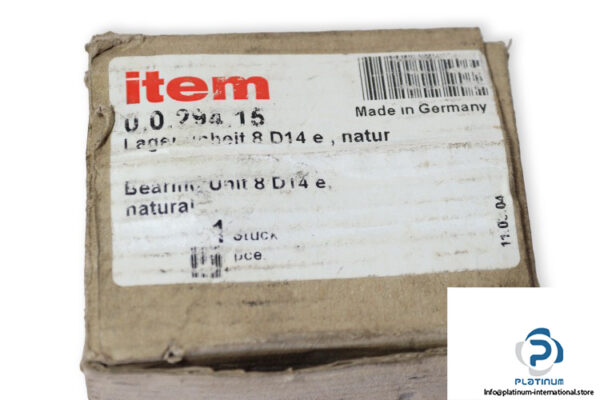 item
Made in Germany
0.0.294.15
Lagereinheit 8 D14 e , natur
Bearing Unit 8 D14 e,
natural
1 Stück
pce.
11.03.04
PLATINUM
Info@platinum-international.store